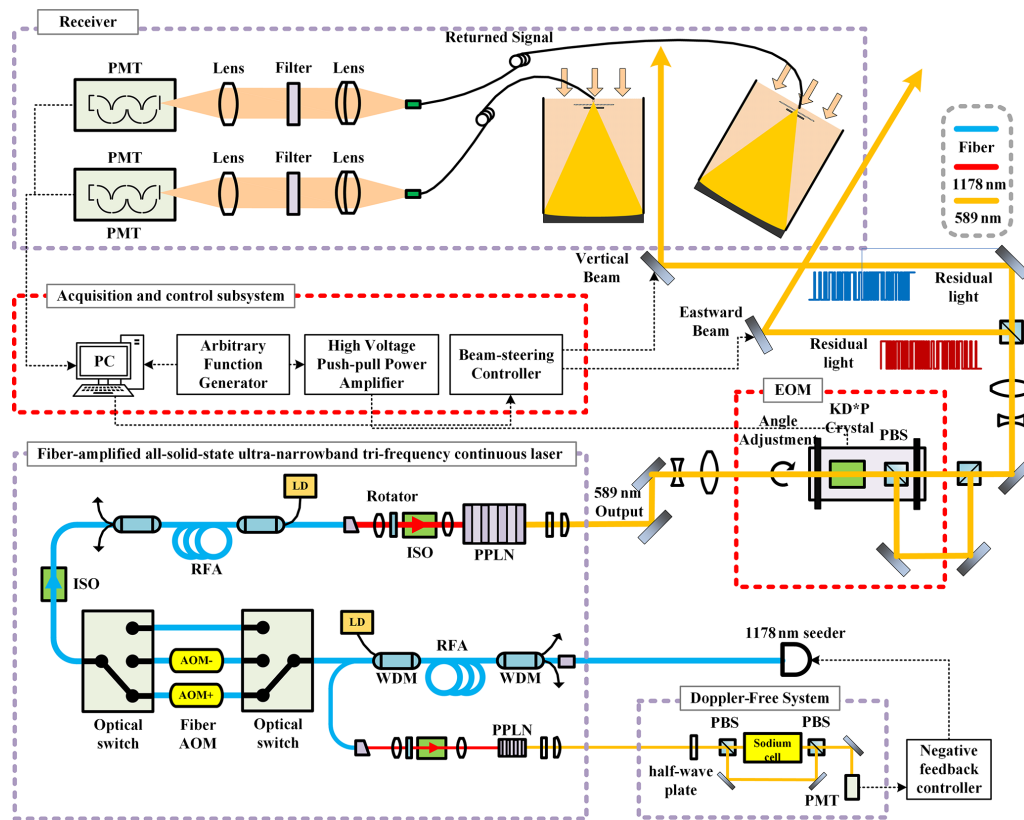 Receiver
Returned Signal
PMT
Lens
Filter
Lens
PMT
Lens
Filter
Lens
PMT
Fiber
1178 nm
589 nm
Vertical
Beam
Residual
light
Eastward
Beam
Residual
light
Acquisition and control subsystem
PC
Arbitrary
Function
Generator
High Voltage
Push-pull Power
Amplifier
Beam-steering
Controller
EOM
Angle
Adjustment
KD*P
Crystal
PBS
Fiber-amplified all-solid-state ultra-narrowband tri-frequency continuous laser
LD
Rotator
RFA
ISO
PPLN
589 nm
Output
ISO
LD
RFA
WDM
WDM
AOM-
AOM+
Optical
switch
Fiber
AOM
Optical
switch
PPLN
1178 nm seeder
Doppler-Free System
PBS
PBS
Sodium
cell
half-wave
plate
PMT
Negative
feedback
controller